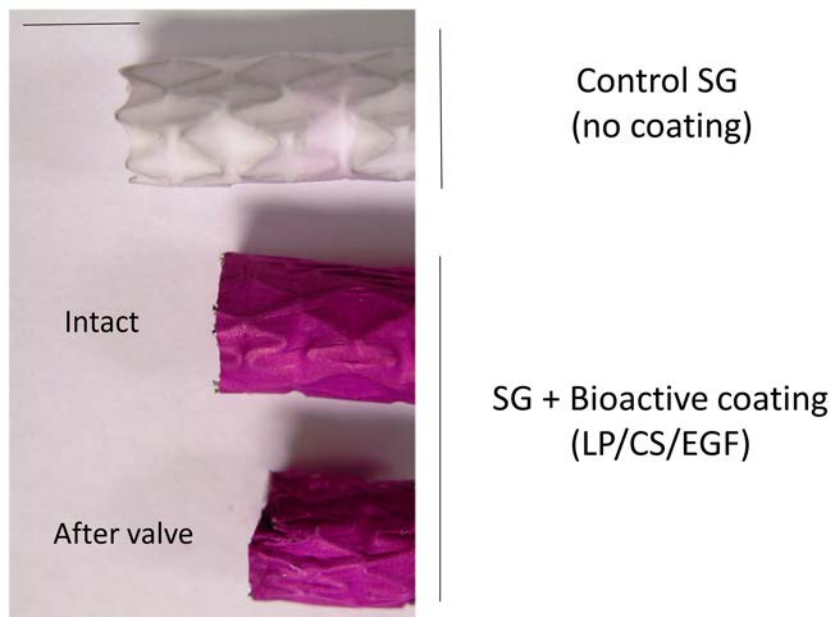 Control SG
(no coating)
Intact
SG + Bioactive coating
(LP/CS/EGF)
After valve